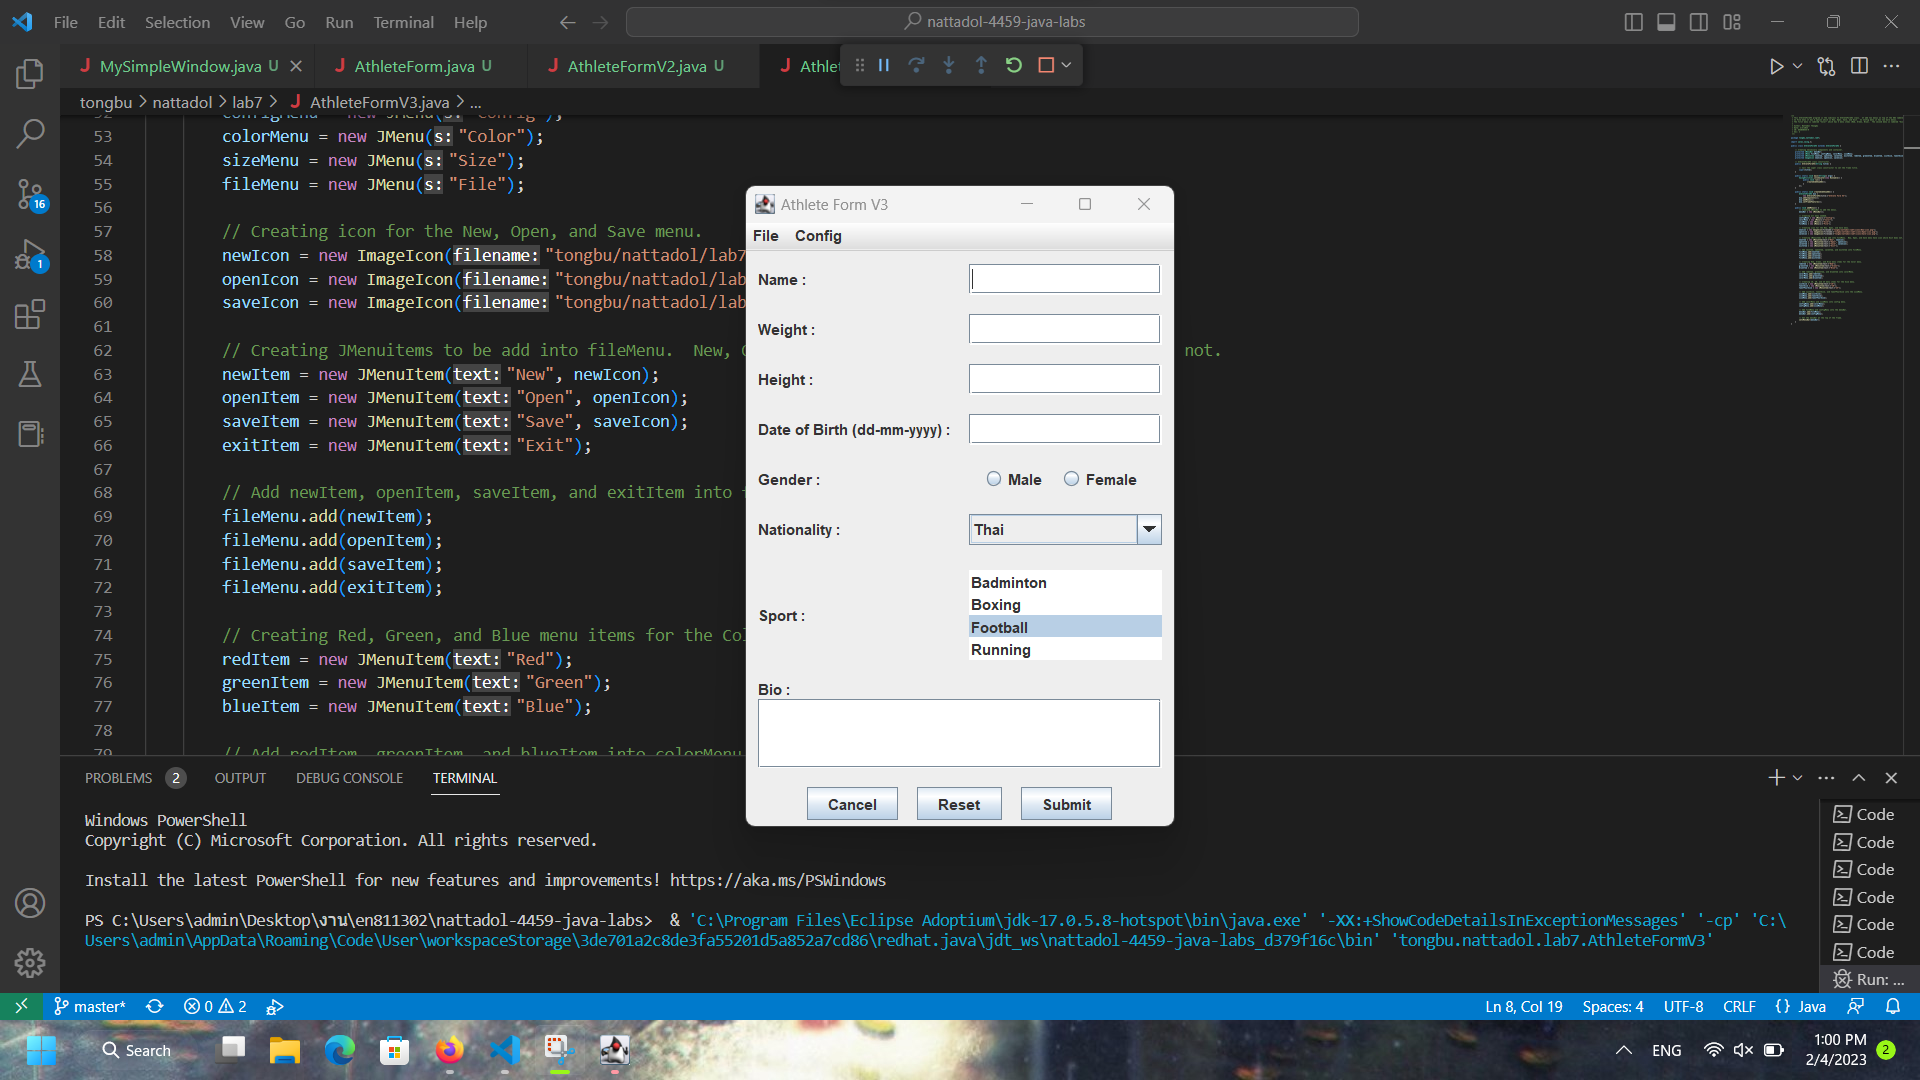 File Edit Selection View Go Run Terminal Help
nattadol-4459-java-labs
MySimpleWindow.java U
AthleteForm.java U
AthleteFormV2.java U
tongbu > nattadol > lab7 > AthleteFormV3.java > ...
53 colorMenu = new JMenu(s: "Color");
54 sizeMenu = new JMenu(s: "Size");
55 fileMenu = new JMenu(s: "File");
56
57 // Creating icon for the New, Open, and Save menu.
58 newIcon = new ImageIcon(filename: "tongbu/nattadol/lab7
59 openIcon = new ImageIcon(filename: "tongbu/nattadol/lab
60 saveIcon = new ImageIcon(filename: "tongbu/nattadol/lab
61
62 // Creating JMenuitems to be add into fileMenu. New, not.
63 newItem = new JMenuItem(text: "New", newIcon);
64 openItem = new JMenuItem(text: "Open", openIcon);
65 saveItem = new JMenuItem(text: "Save", saveIcon);
66 exitItem = new JMenuItem(text: "Exit");
67
68 // Add newItem, openItem, saveItem, and exitItem into
69 fileMenu.add(newItem);
70 fileMenu.add(openItem);
71 fileMenu.add(saveItem);
72 fileMenu.add(exitItem);
73
74 // Creating Red, Green, and Blue menu items for the Co
75 redItem = new JMenuItem(text: "Red");
76 greenItem = new JMenuItem(text: "Green");
77 blueItem = new JMenuItem(text: "Blue");
78
79 // Add redItem, greenItem, and blueItem into colorMenu
Athlete Form V3
File Config
Name :
Weight :
Height :
Date of Birth (dd-mm-yyyy) :
Gender : Male Female
Nationality : Thai
Sport :
Badminton
Boxing
Football
Running
Bio :
Cancel Reset Submit
PROBLEMS 2 OUTPUT DEBUG CONSOLE TERMINAL
Windows PowerShell
Copyright (C) Microsoft Corporation. All rights reserved.
Install the latest PowerShell for new features and improvements! https://aka.ms/PSWindows
PS C:\Users\admin\Desktop\งาน\en811302\nattadol-4459-java-labs> & 'C:\Program Files\Eclipse Adoptium\jdk-17.0.5.8-hotspot\bin\java.exe' '-XX:+ShowCodeDetailsInExceptionMessages' '-cp' 'C:\
Users\admin\AppData\Roaming\Code\User\workspaceStorage\3de701a2c8de3fa55201d5a852a7cd86\redhat.java\jdt_ws\nattadol-4459-java-labs_d379f16c\bin' 'tongbu.nattadol.lab7.AthleteFormV3'
Code
Code
Code
Code
Code
Code
Run: ...
16
1
master* 0 2
Ln 8, Col 19 Spaces: 4 UTF-8 CRLF {} Java
Search
ENG
1:00 PM
2/4/2023
2